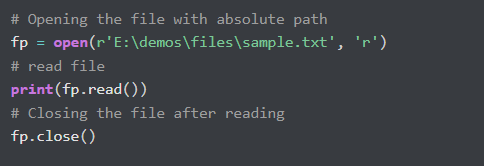 # Opening the file with absolute path
fp = open(r'E:\demos\files\sample.txt', 'r')
# read file
print(fp.read())
# Closing the file after reading
fp.close()